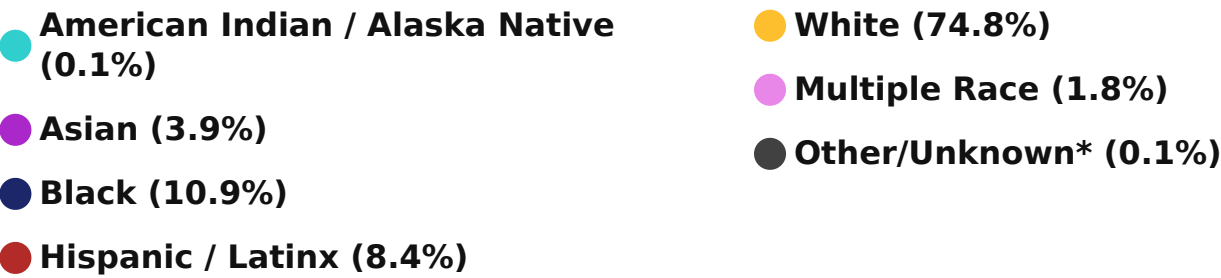 American Indian / Alaska Native
(0.1%)
Asian (3.9%)
Black (10.9%)
Hispanic / Latinx (8.4%)
White (74.8%)
Multiple Race (1.8%)
Other/Unknown* (0.1%)